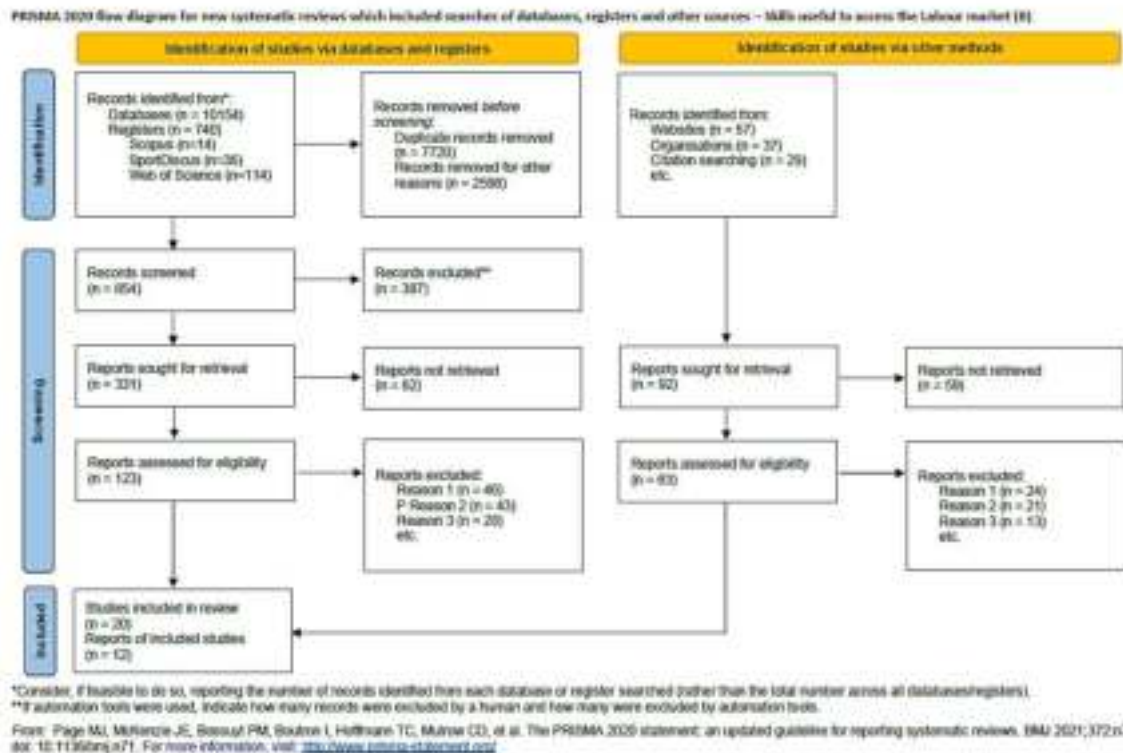 PRISMA 2020 flow diagram for new systematic reviews which included searches of databases, registers and other sources – Skills useful to access the Labour market (B)
Identification of studies via databases and registers
Identification of studies via other methods
Identification
Records identified from*:
Databases (n = 10154)
Registers (n = 740)
Scopus (n=14)
SportDiscus (n=36)
Web of Science (n=114)
Records removed before
screening:
Duplicate records removed
(n = 7720)
Records removed for other
reasons (n = 2598)
Records identified from:
Websites (n = 57)
Organisations (n = 37)
Citation searching (n = 29)
etc.
Screening
Records screened
(n = 854)
Records excluded**
(n = 387)
Reports sought for retrieval
(n = 321)
Reports not retrieved
(n = 62)
Reports sought for retrieval
(n = 92)
Reports not retrieved
(n = 59)
Reports assessed for eligibility
(n = 123)
Reports excluded:
Reason 1 (n = 46)
P Reason 2 (n = 43)
Reason 3 (n = 28)
etc.
Reports assessed for eligibility
(n = 63)
Reports excluded:
Reason 1 (n = 24)
Reason 2 (n = 21)
Reason 3 (n = 13)
etc.
Included
Studies included in review
(n = 20)
Reports of included studies
(n = 12)
*Consider, if feasible to do so, reporting the number of records identified from each database or register searched (rather than the total number across all databases/registers).
**If automation tools were used, indicate how many records were excluded by a human and how many were excluded by automation tools.
From: Page MJ, McKenzie JE, Bossuyt PM, Boutron I, Hoffmann TC, Mulrow CD, et al. The PRISMA 2020 statement: an updated guideline for reporting systematic reviews. BMJ 2021;372:n
doi: 10.1136/bmj.n71. For more information, visit: http://www.prisma-statement.org/